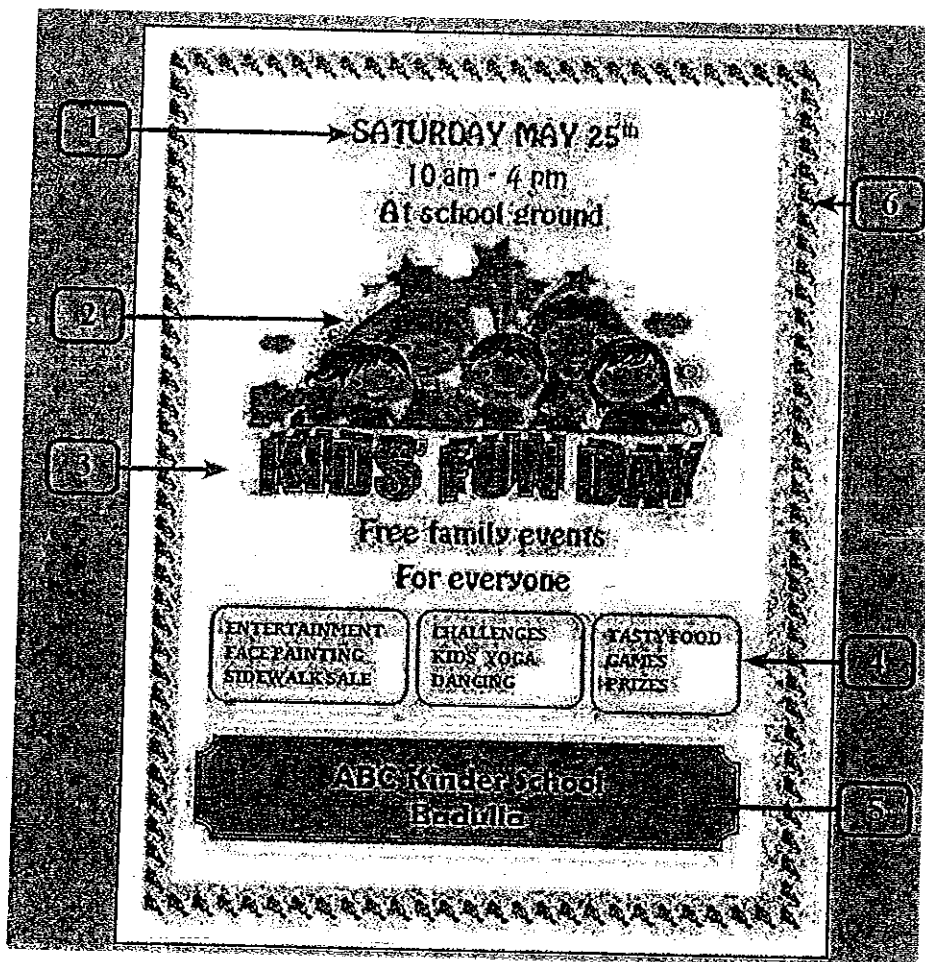 SATURDAY MAY 25th
10 am - 4 pm
At school ground
KIDS FUN DAY
Free family events
For everyone
ENTERTAINMENT
FACEPAINTING
SIDEWALK SALE
CHALLENGES
KIDS YOGA
DANCING
TASTY FOOD
GAMES
PRIZES
ABC Kinder School
Badulla
1
2
3
4
5
6